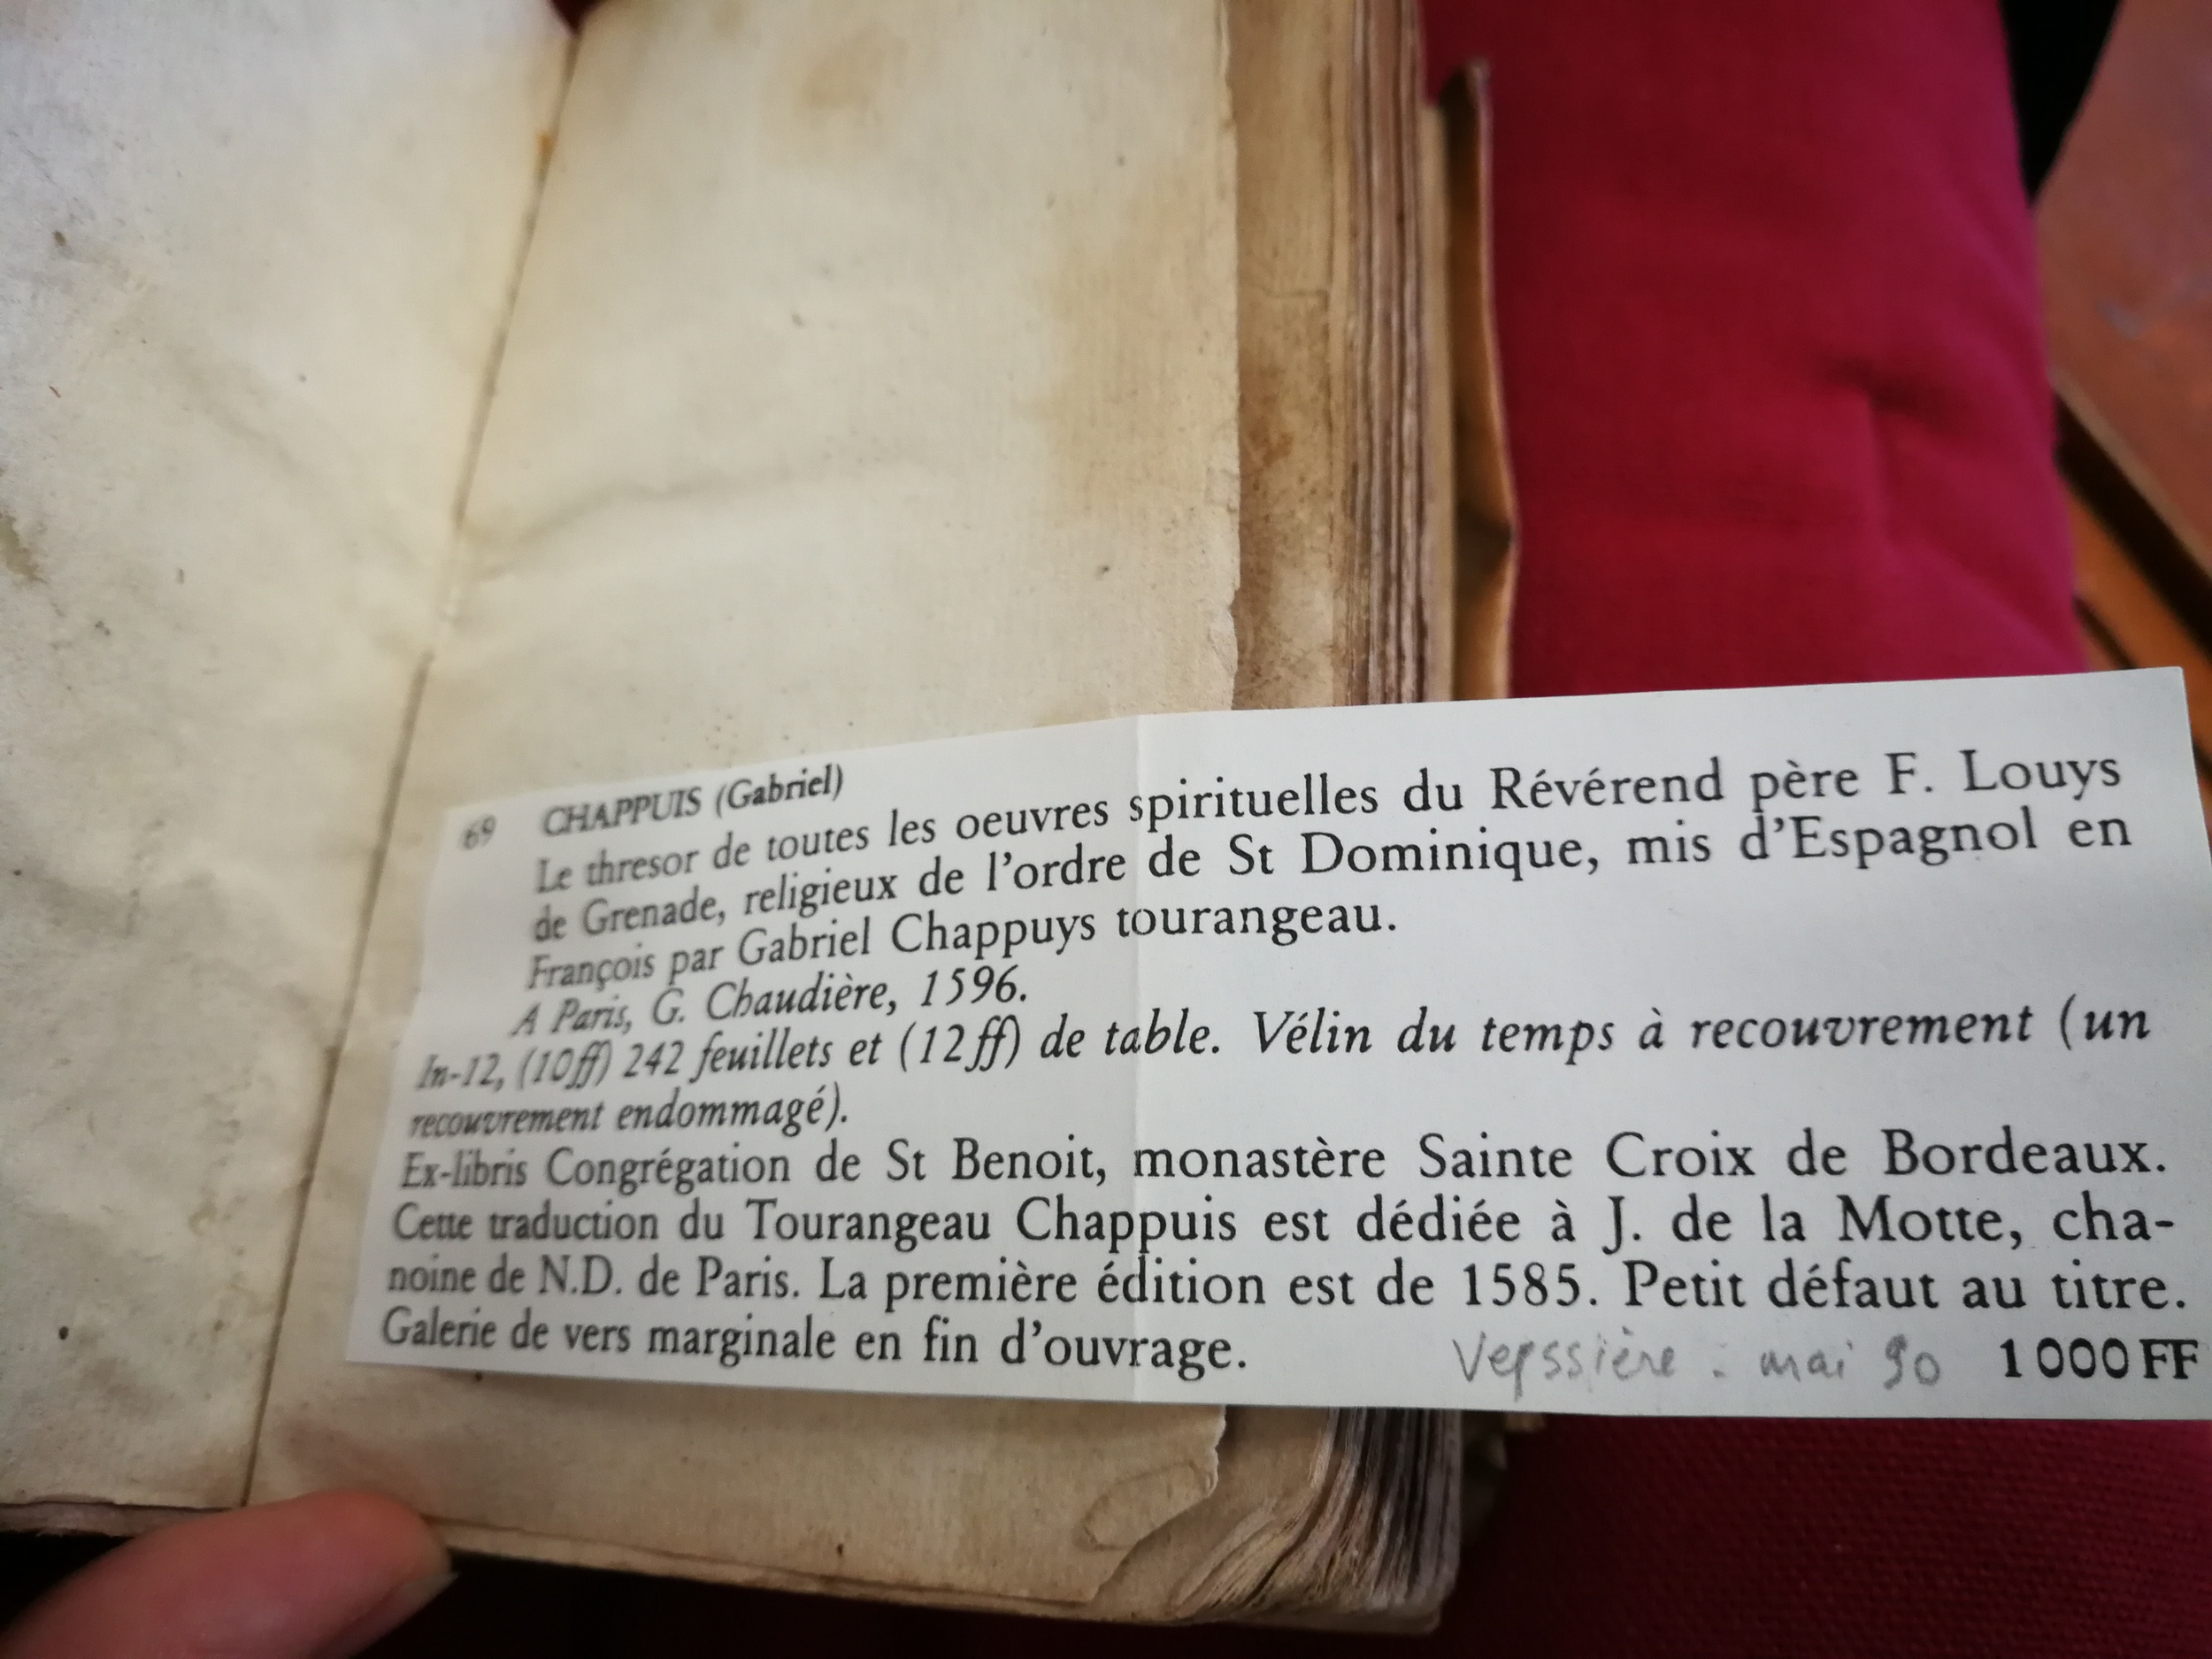 69 CHAPPUIS (Gabriel)
Le thresor de toutes les oeuvres spirituelles du Révérend père F. Louys
de Grenade, religieux de l'ordre de St Dominique, mis d'Espagnol en
François par Gabriel Chappuys tourangeau.
A Paris, G. Chaudière, 1596.
In-12, (10ff) 242 feuillets et (12ff) de table. Vélin du temps à recouvrement (un
recouvrement endommagé).
Ex-libris Congrégation de St Benoit, monastère Sainte Croix de Bordeaux.
Cette traduction du Tourangeau Chappuis est dédiée à J. de la Motte, cha-
noine de N.D. de Paris. La première édition est de 1585. Petit défaut au titre.
Galerie de vers marginale en fin d'ouvrage.
Veyssière : mai 90 1000 FF